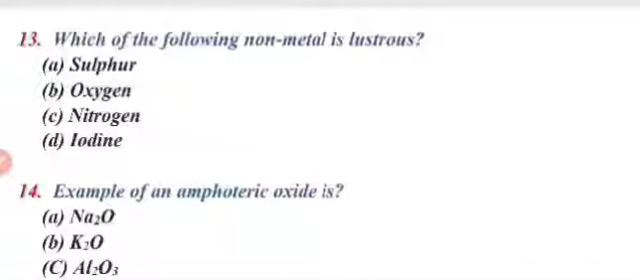 13. Which of the following non-metal is lustrous?
(a) Sulphur
(b) Oxygen
(c) Nitrogen
(d) Iodine
14. Example of an amphoteric oxide is?
(a) Na₂O
(b) K₂O
(C) Al₂O₃